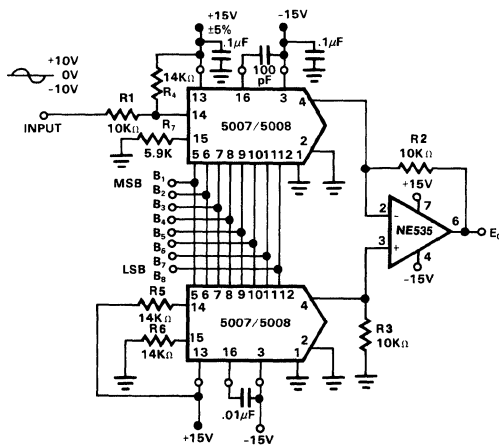 +15V
±5%
-15V
.1µF
.1µF
100
pF
+10V
0V
-10V
14KΩ
R4
13
16
3
R1
INPUT
10KΩ
R7
5.9K
14
15
5007/5008
4
2
1
5 6 7 8 9 10 11 12
R2
10KΩ
+15V
7
MSB
B1
B2
B3
B4
B5
B6
B7
LSB
B8
2
-
NE535
6
EO
3
+
4
-15V
R5
14KΩ
R6
14KΩ
5 6 7 8 9 10 11 12
14
15
5007/5008
4
2
1
13
16
3
R3
10KΩ
.01µF
+15V
-15V